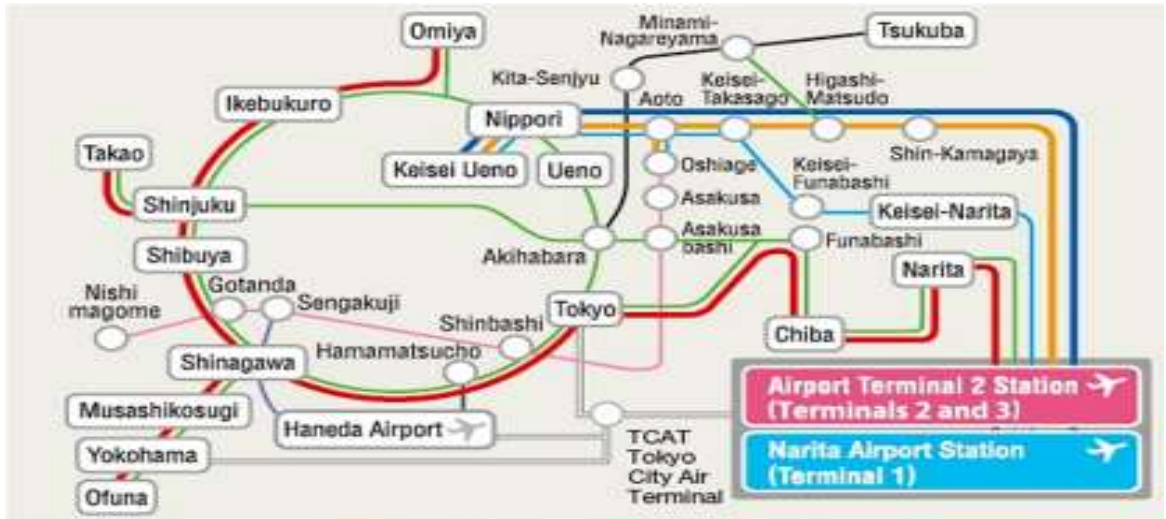 Omiya
Minami-
Nagareyama
Tsukuba
Kita-Senjyu
Keisei-
Takasago
Higashi-
Matsudo
Ikebukuro
Aoto
Nippori
Takao
Keisei Ueno
Ueno
Oshiage
Shin-Kamagaya
Keisei-
Funabashi
Shinjuku
Asakusa
Keisei-Narita
Shibuya
Akihabara
Asakusa
bashi
Funabashi
Narita
Nishi
magome
Gotanda
Sengakuji
Tokyo
Shinbashi
Chiba
Shinagawa
Hamamatsucho
Musashikosugi
Haneda Airport
Yokohama
Ofuna
TCAT
Tokyo
City Air
Terminal
Airport Terminal 2 Station
(Terminals 2 and 3)
Narita Airport Station
(Terminal 1)